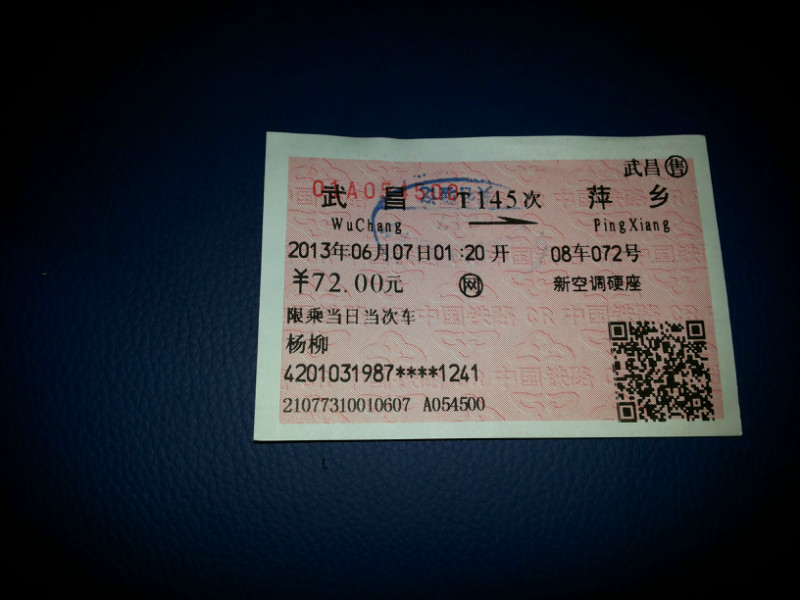 武昌售
01A054500
武昌 T145次 萍乡
WuChang PingXiang
2013年06月07日01:20开 08车072号
￥72.00元 网 新空调硬座
限乘当日当次车
杨柳
4201031987****1241
21077310010607 A054500